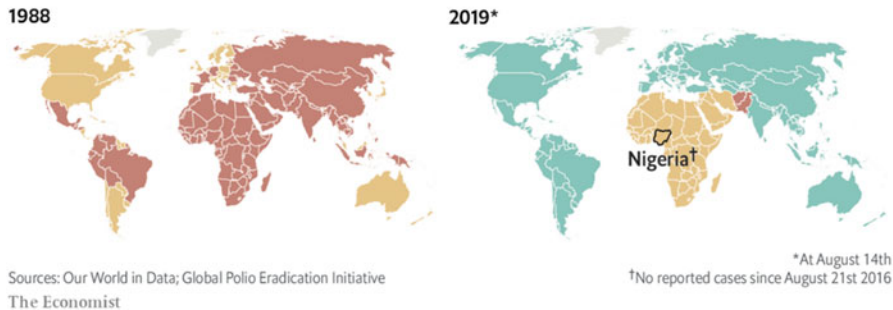 1988
2019*
Nigeria†
*At August 14th
Sources: Our World in Data; Global Polio Eradication Initiative
†No reported cases since August 21st 2016
The Economist